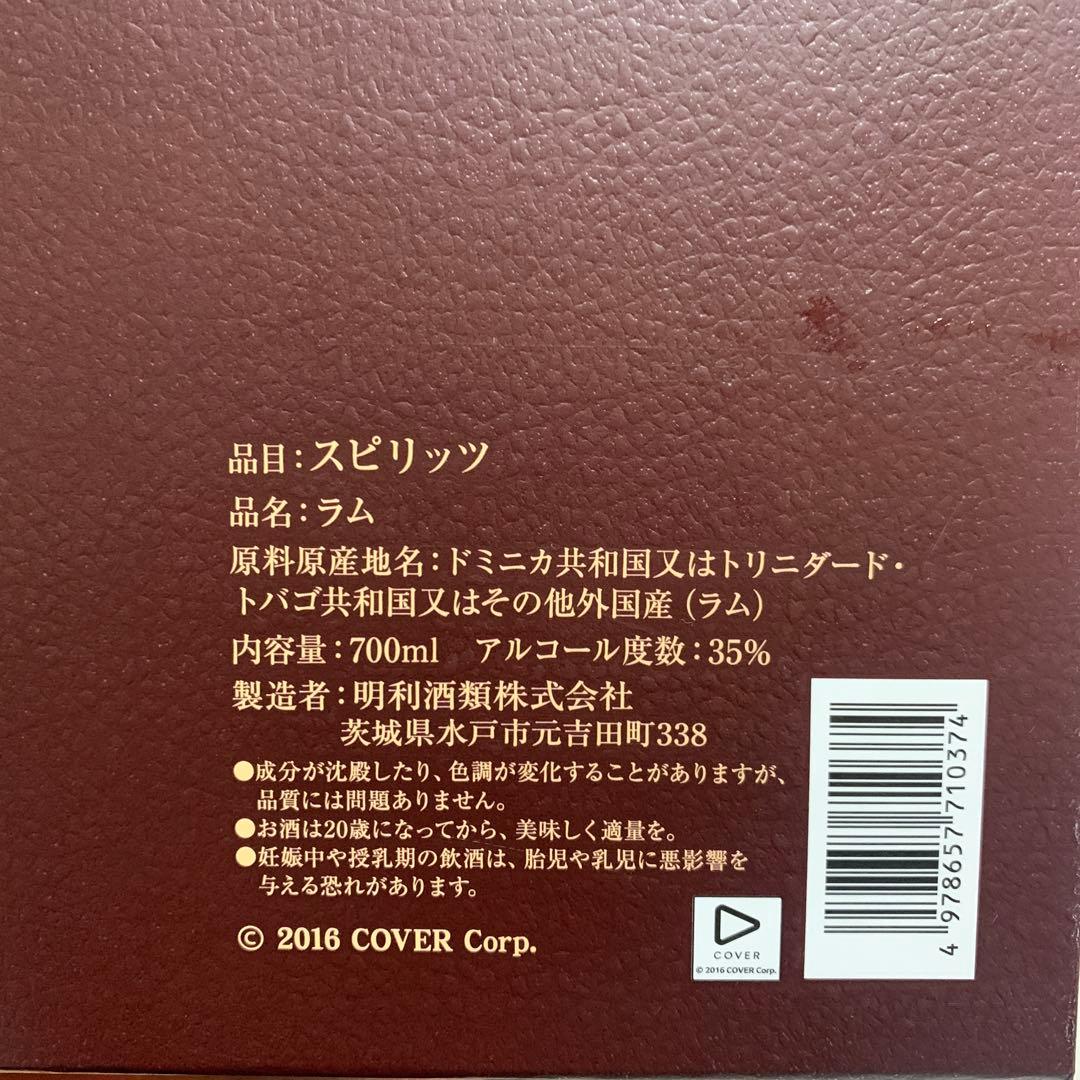 品目：スピリッツ
品名：ラム
原料原産地名：ドミニカ共和国又はトリニダード・
トバゴ共和国又はその他外国産（ラム）
内容量：700ml　アルコール度数：35%
製造者：明利酒類株式会社
茨城県水戸市元吉田町338
●成分が沈殿したり、色調が変化することがありますが、
品質には問題ありません。
●お酒は20歳になってから、美味しく適量を。
●妊娠中や授乳期の飲酒は、胎児や乳児に悪影響を
与える恐れがあります。
© 2016 COVER Corp.
COVER
© 2016 COVER Corp.
4 978657 710374